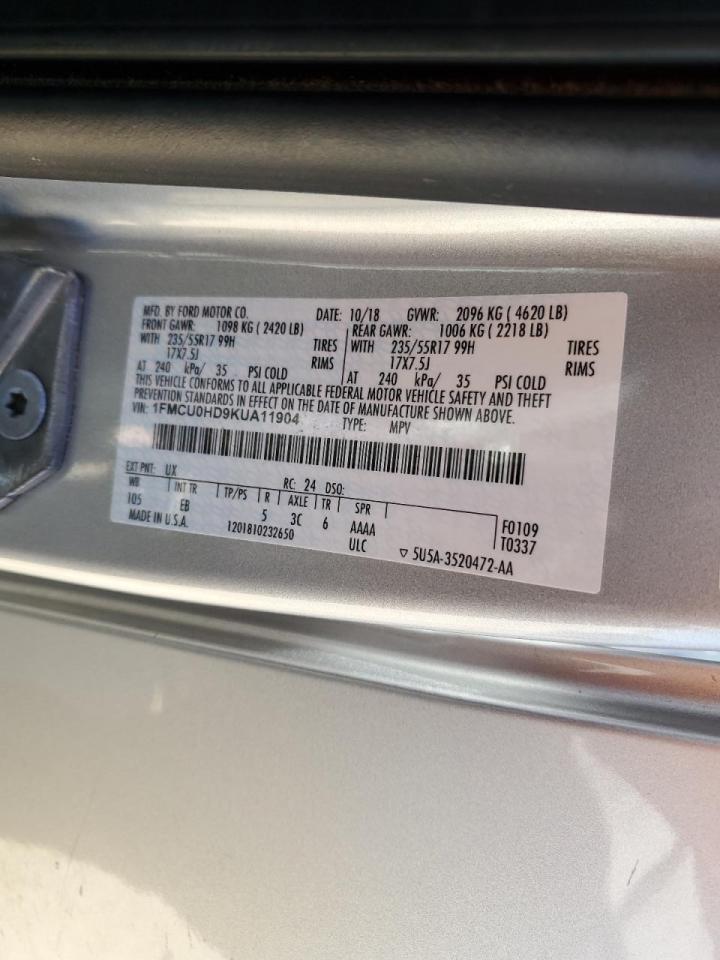 MFD. BY FORD MOTOR CO. DATE: 10/18 GVWR: 2096 KG ( 4620 LB)
FRONT GAWR: 1098 KG ( 2420 LB) REAR GAWR: 1006 KG ( 2218 LB)
WITH 235/55R17 99H TIRES WITH 235/55R17 99H TIRES
17X7.5J RIMS 17X7.5J RIMS
AT 240 kPa/ 35 PSI COLD AT 240 kPa/ 35 PSI COLD
THIS VEHICLE CONFORMS TO ALL APPLICABLE FEDERAL MOTOR VEHICLE SAFETY AND THEFT
PREVENTION STANDARDS IN EFFECT ON THE DATE OF MANUFACTURE SHOWN ABOVE.
VIN: 1FMCU0HD9KUA11904 TYPE: MPV
EXT PNT: UX RC: 24 DSO:
WB INT TR TP/PS R AXLE TR SPR
105 EB 5 3C 6 AAAA F0109
MADE IN U.S.A. 1201810232650 ULC T0337
▽ 5U5A-3520472-AA